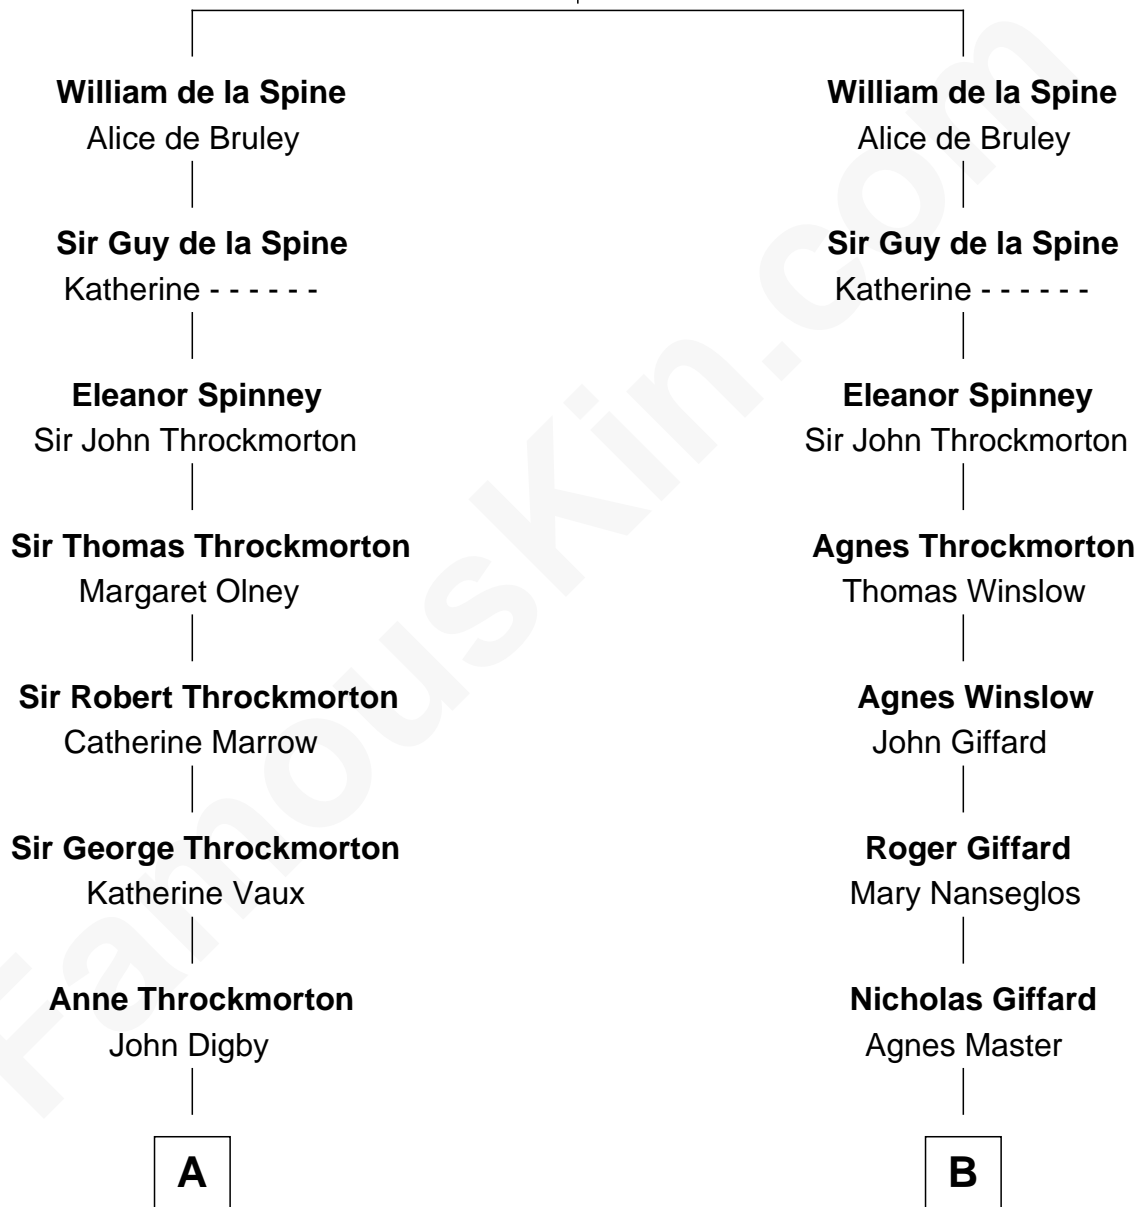 William de la Spine
Alice de Bruley
Sir Guy de la Spine
Katherine - - - - - -
Eleanor Spinney
Sir John Throckmorton
Sir Thomas Throckmorton
Margaret Olney
Sir Robert Throckmorton
Catherine Marrow
Sir George Throckmorton
Katherine Vaux
Anne Throckmorton
John Digby
A
William de la Spine
Alice de Bruley
Sir Guy de la Spine
Katherine - - - - - -
Eleanor Spinney
Sir John Throckmorton
Agnes Throckmorton
Thomas Winslow
Agnes Winslow
John Giffard
Roger Giffard
Mary Nanseglos
Nicholas Giffard
Agnes Master
B
FamousKin.com